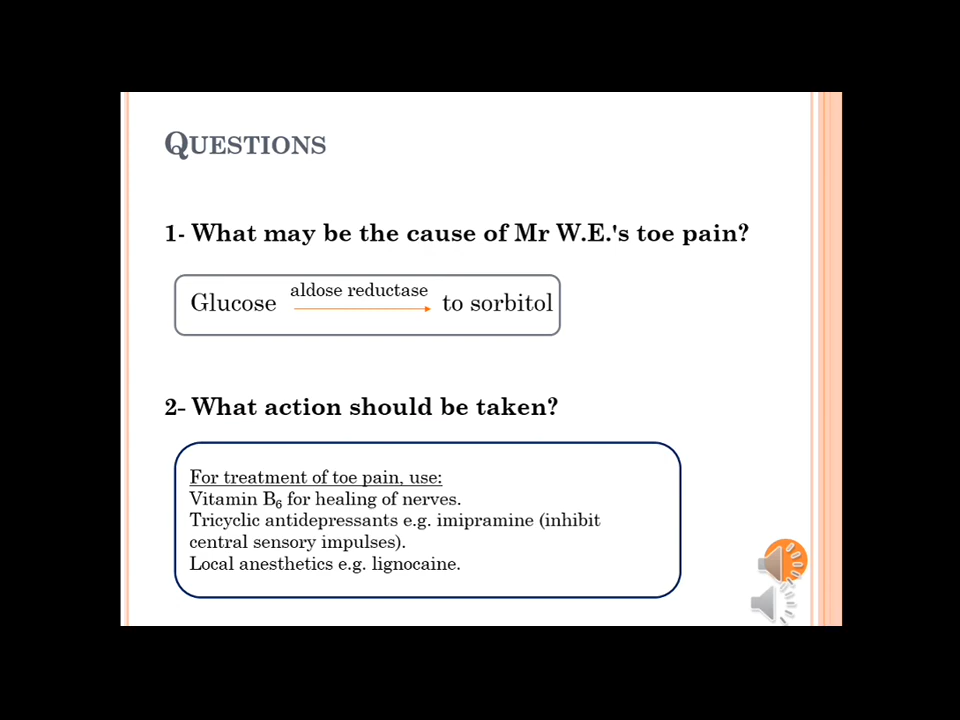 QUESTIONS
1- What may be the cause of Mr W.E.'s toe pain?
aldose reductase
Glucose to sorbitol
2- What action should be taken?
For treatment of toe pain, use:
Vitamin B6 for healing of nerves.
Tricyclic antidepressants e.g. imipramine (inhibit
central sensory impulses).
Local anesthetics e.g. lignocaine.